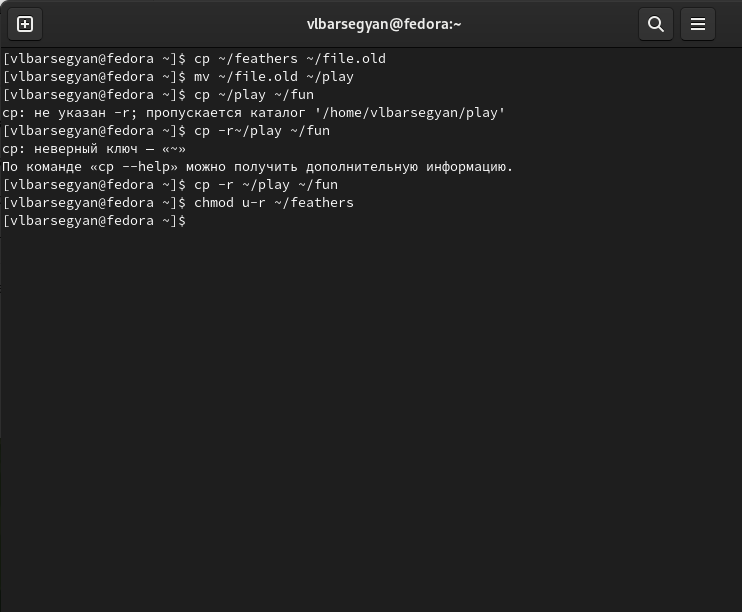 vlbarsegyan@fedora:~
[vlbarsegyan@fedora ~]$ cp ~/feathers ~/file.old
[vlbarsegyan@fedora ~]$ mv ~/file.old ~/play
[vlbarsegyan@fedora ~]$ cp ~/play ~/fun
cp: не указан -r; пропускается каталог '/home/vlbarsegyan/play'
[vlbarsegyan@fedora ~]$ cp -r~/play ~/fun
cp: неверный ключ — «~»
По команде «cp --help» можно получить дополнительную информацию.
[vlbarsegyan@fedora ~]$ cp -r ~/play ~/fun
[vlbarsegyan@fedora ~]$ chmod u-r ~/feathers
[vlbarsegyan@fedora ~]$